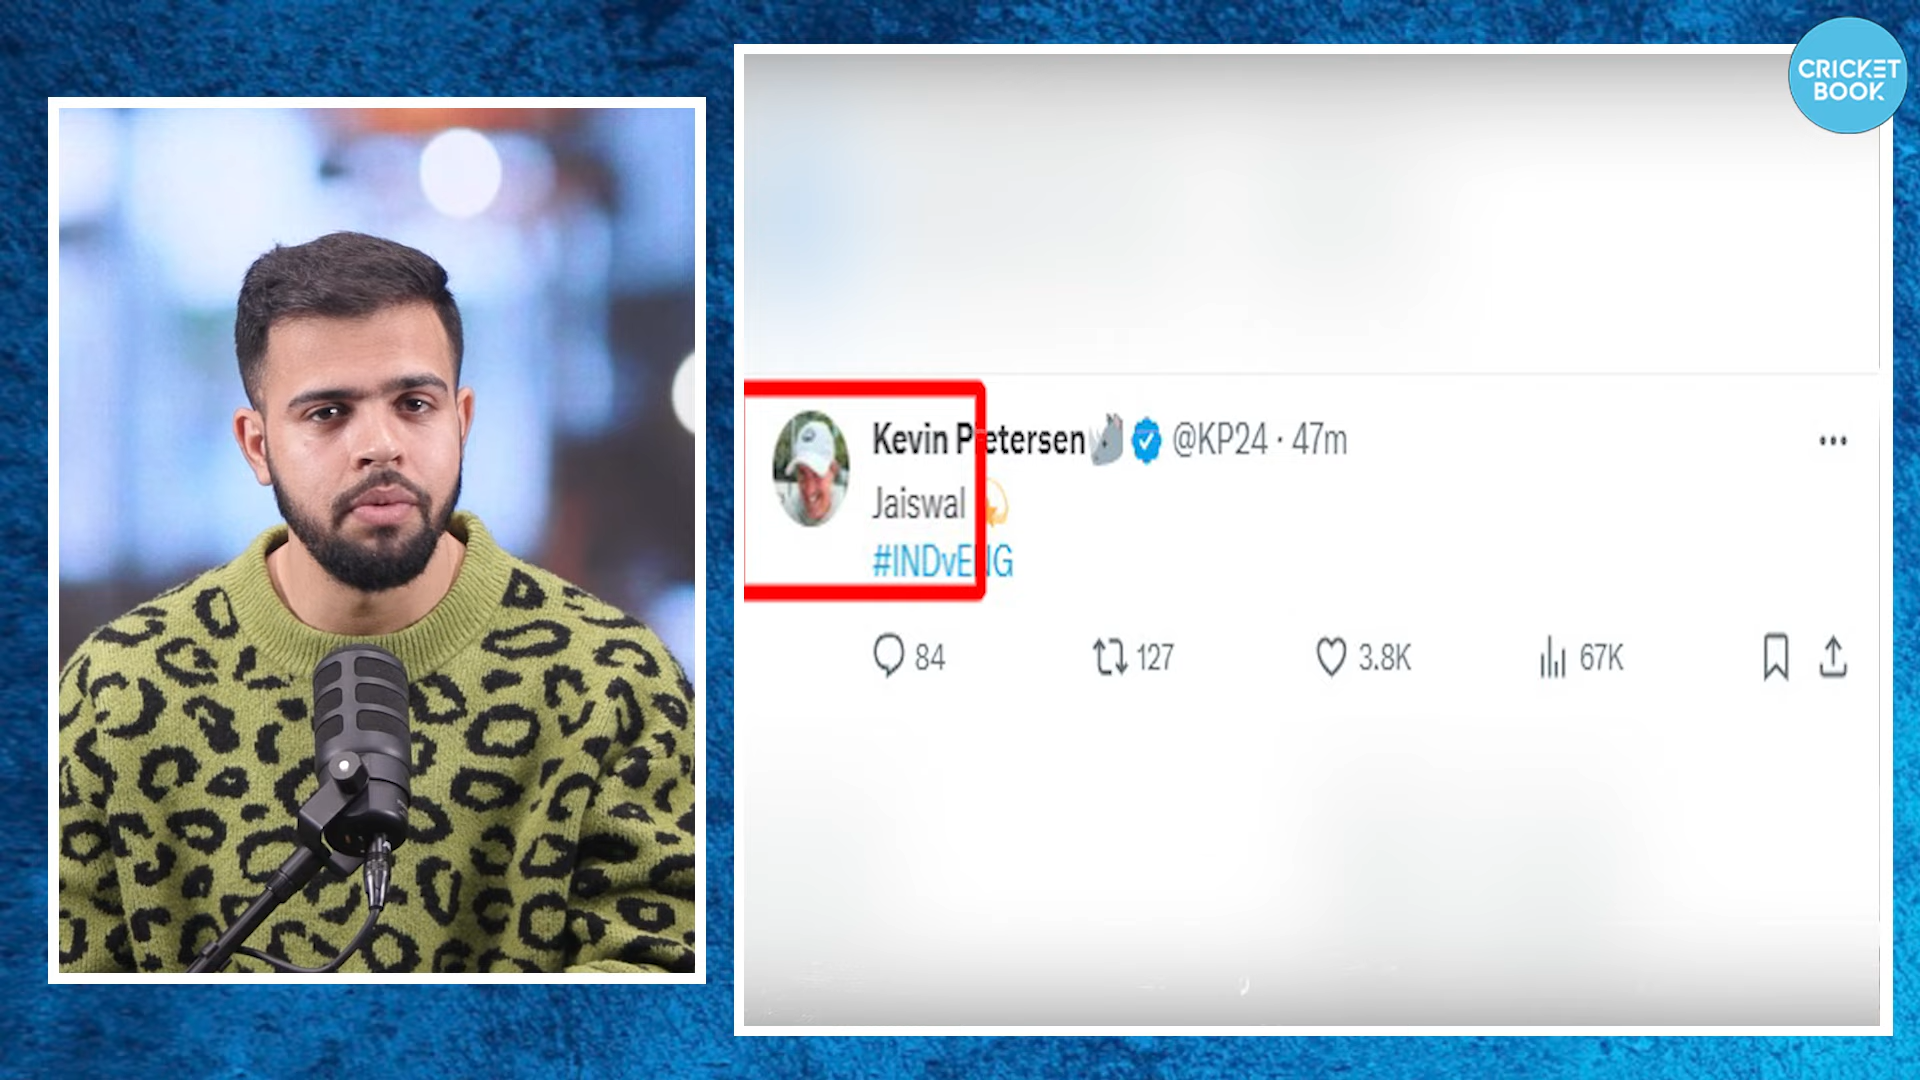 CRICKET
BOOK
Kevin Pietersen @KP24 · 47m
Jaiswal
#INDvENG
84 127 3.8K 67K